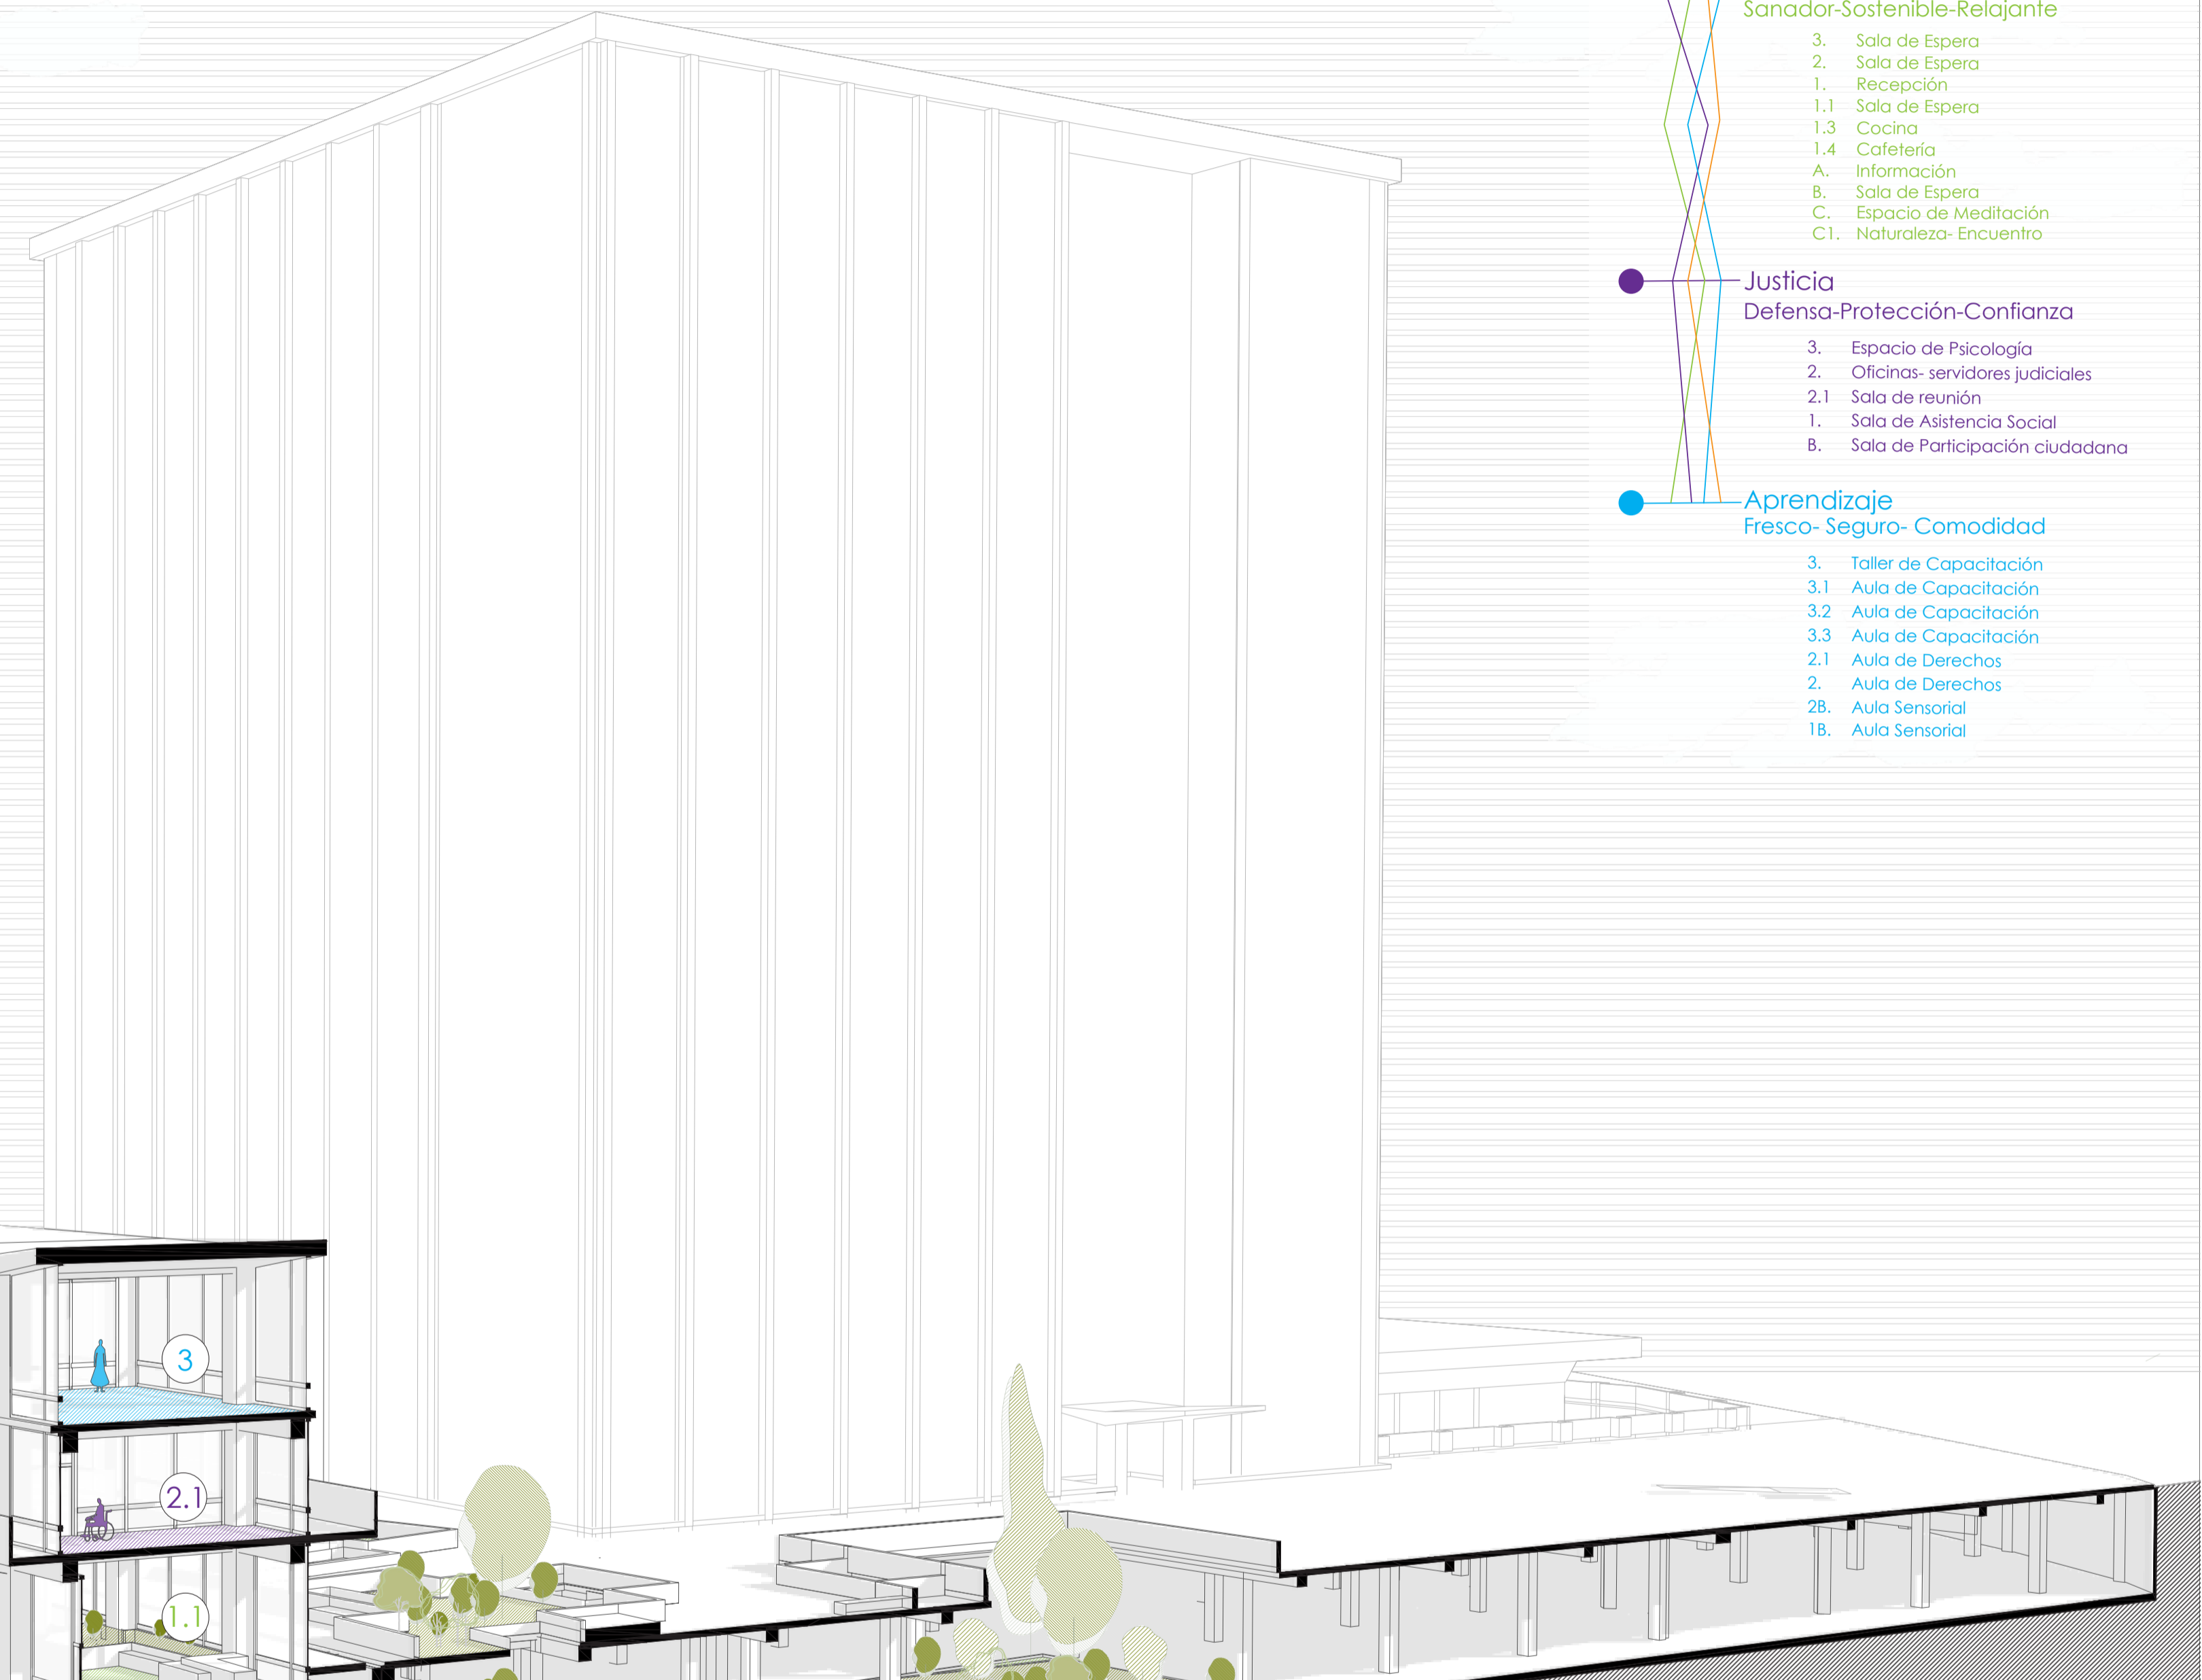 Sanador-Sostenible-Relajante
3. Sala de Espera
2. Sala de Espera
1. Recepción
1.1 Sala de Espera
1.3 Cocina
1.4 Cafetería
A. Información
B. Sala de Espera
C. Espacio de Meditación
C1. Naturaleza- Encuentro
Justicia
Defensa-Protección-Confianza
3. Espacio de Psicología
2. Oficinas- servidores judiciales
2.1 Sala de reunión
1. Sala de Asistencia Social
B. Sala de Participación ciudadana
Aprendizaje
Fresco- Seguro- Comodidad
3. Taller de Capacitación
3.1 Aula de Capacitación
3.2 Aula de Capacitación
3.3 Aula de Capacitación
2.1 Aula de Derechos
2. Aula de Derechos
2B. Aula Sensorial
1B. Aula Sensorial
3
2.1
1.1